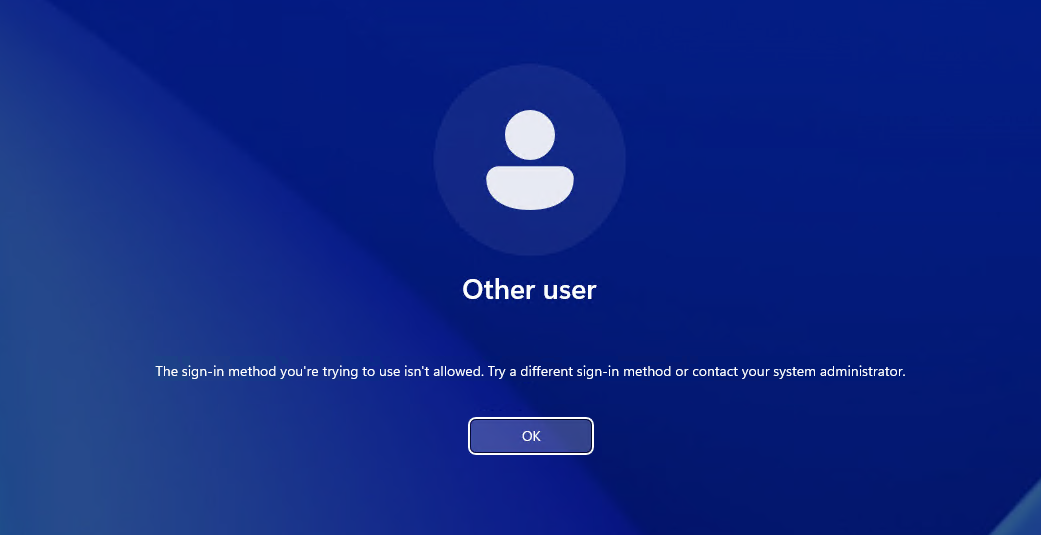 Other user
The sign-in method you're trying to use isn't allowed. Try a different sign-in method or contact your system administrator.
OK